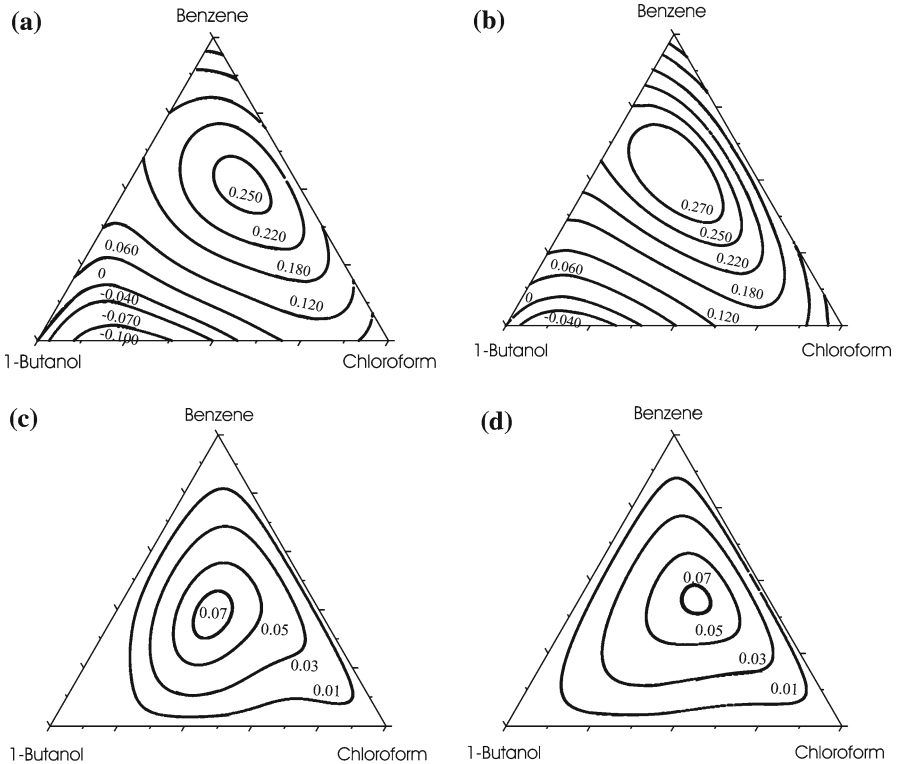 (a)
Benzene
0.250
0.220
0.180
0.120
0.060
0
-0.040
-0.070
-0.100
1-Butanol
Chloroform
(b)
Benzene
0.270
0.250
0.220
0.180
0.120
0.060
0
-0.040
1-Butanol
Chloroform
(c)
Benzene
0.07
0.05
0.03
0.01
1-Butanol
Chloroform
(d)
Benzene
0.07
0.05
0.03
0.01
1-Butanol
Chloroform